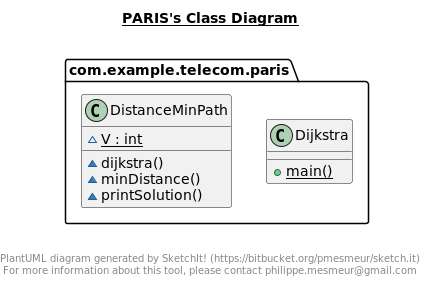 PARIS's Class Diagram
com.example.telecom.paris
C DistanceMinPath
V : int
dijkstra()
minDistance()
printSolution()
C Dijkstra
main()
PlantUML diagram generated by SketchIt! (https://bitbucket.org/pmesmeur/sketch.it)
For more information about this tool, please contact philippe.mesmeur@gmail.com